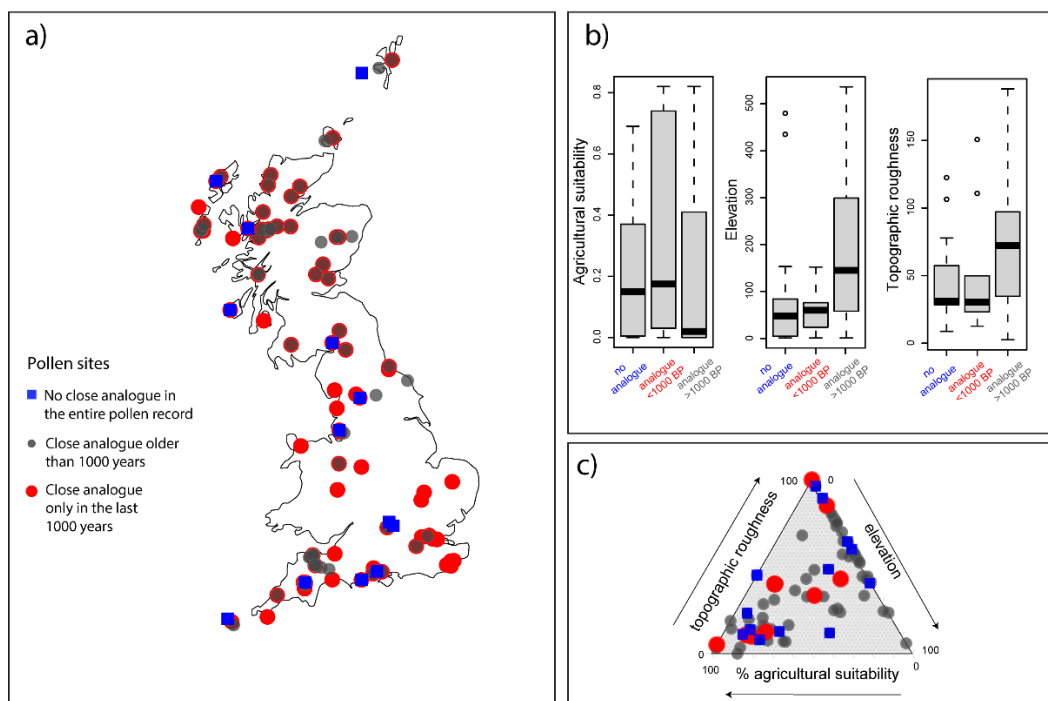 a)
Pollen sites
No close analogue in
the entire pollen record
Close analogue older
than 1000 years
Close analogue
only in the last
1000 years
b)
Agricultural suitability
0.0
0.2
0.4
0.6
0.8
no
analogue
analogue
<1000 BP
analogue
>1000 BP
Elevation
0
100
200
300
400
500
no
analogue
analogue
<1000 BP
analogue
>1000 BP
Topographic roughness
0
50
100
150
no
analogue
analogue
<1000 BP
analogue
>1000 BP
c)
100
0
topographic roughness
elevation
0
100
100
0
% agricultural suitability